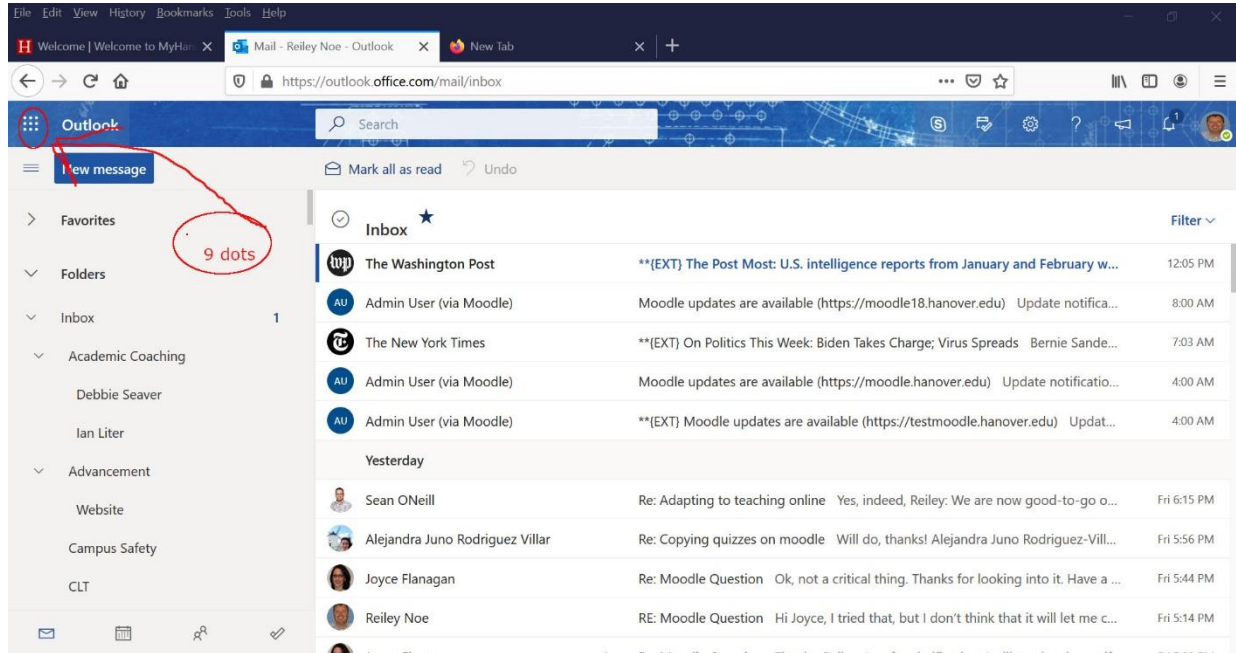 File Edit View History Bookmarks Tools Help
H Welcome | Welcome to MyHan Mail - Reiley Noe - Outlook New Tab
https://outlook.office.com/mail/inbox
Outlook Search 1
New message Mark all as read Undo
Favorites Inbox Filter
9 dots
Folders
Inbox 1
Academic Coaching
Debbie Seaver
Ian Liter
Advancement
Website
Campus Safety
CLT
wp The Washington Post **{EXT} The Post Most: U.S. intelligence reports from January and February w... 12:05 PM
AU Admin User (via Moodle) Moodle updates are available (https://moodle18.hanover.edu) Update notifica... 8:00 AM
The New York Times **{EXT} On Politics This Week: Biden Takes Charge; Virus Spreads Bernie Sande... 7:03 AM
AU Admin User (via Moodle) Moodle updates are available (https://moodle.hanover.edu) Update notificatio... 4:00 AM
AU Admin User (via Moodle) **{EXT} Moodle updates are available (https://testmoodle.hanover.edu) Updat... 4:00 AM
Yesterday
Sean ONeill Re: Adapting to teaching online Yes, indeed, Reiley: We are now good-to-go o... Fri 6:15 PM
Alejandra Juno Rodriguez Villar Re: Copying quizzes on moodle Will do, thanks! Alejandra Juno Rodriguez-Vill... Fri 5:56 PM
Joyce Flanagan Re: Moodle Question Ok, not a critical thing. Thanks for looking into it. Have a ... Fri 5:44 PM
Reiley Noe RE: Moodle Question Hi Joyce, I tried that, but I don't think that it will let me c... Fri 5:14 PM